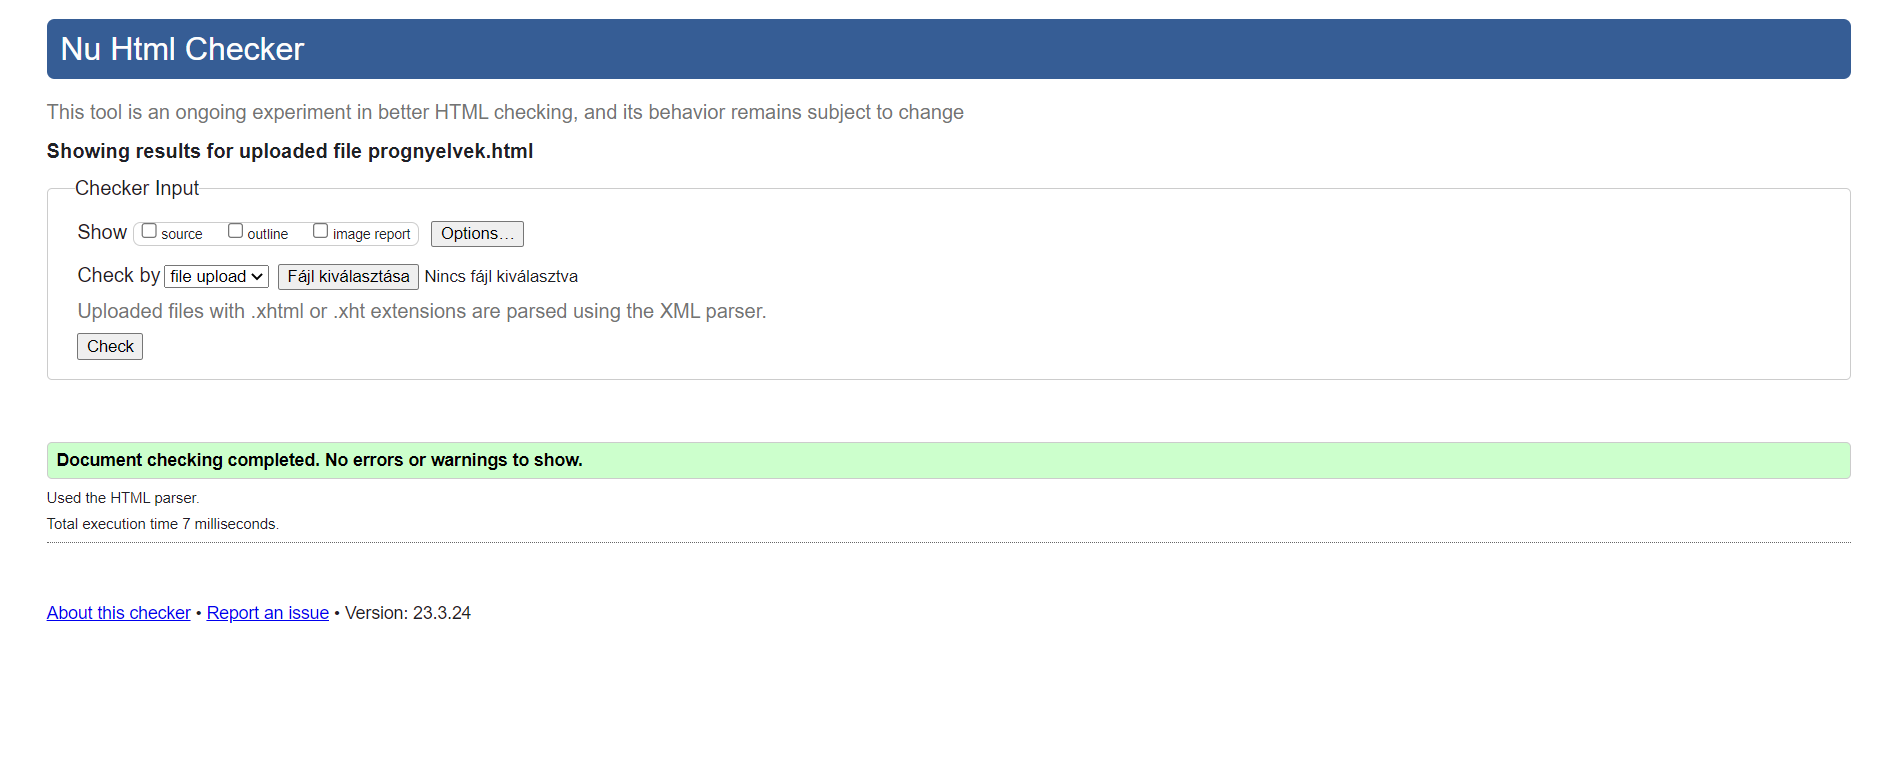 Nu Html Checker
This tool is an ongoing experiment in better HTML checking, and its behavior remains subject to change
Showing results for uploaded file prognyelvek.html
Checker Input
Show source outline image report Options...
Check by file upload Fájl kiválasztása Nincs fájl kiválasztva
Uploaded files with .xhtml or .xht extensions are parsed using the XML parser.
Check
Document checking completed. No errors or warnings to show.
Used the HTML parser.
Total execution time 7 milliseconds.
About this checker • Report an issue • Version: 23.3.24